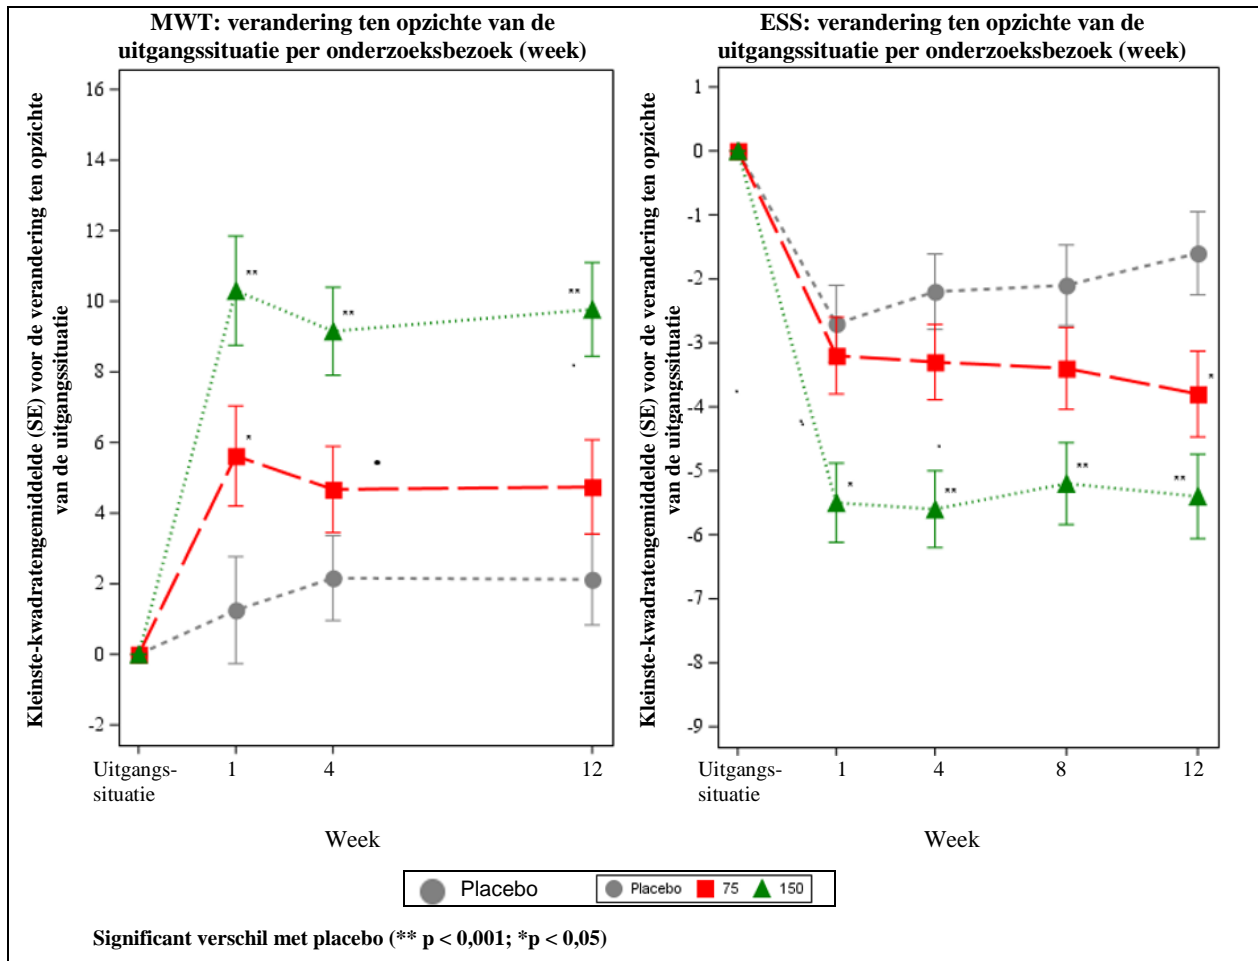 MWT: verandering ten opzichte van de
uitgangssituatie per onderzoeksbezoek (week)
Kleinste-kwadratengemiddelde (SE) voor de verandering ten opzichte
van de uitgangssituatie
16
14
12
10
8
6
4
2
0
-2
**
**
**
*
Uitgangs-
situatie
1
4
12
Week
ESS: verandering ten opzichte van de
uitgangssituatie per onderzoeksbezoek (week)
Kleinste-kwadratengemiddelde (SE) voor de verandering ten opzichte
van de uitgangssituatie
1
0
-1
-2
-3
-4
-5
-6
-7
-8
-9
*
*
**
**
**
Uitgangs-
situatie
1
4
8
12
Week
Placebo
Placebo 75 150
Significant verschil met placebo (** p < 0,001; *p < 0,05)